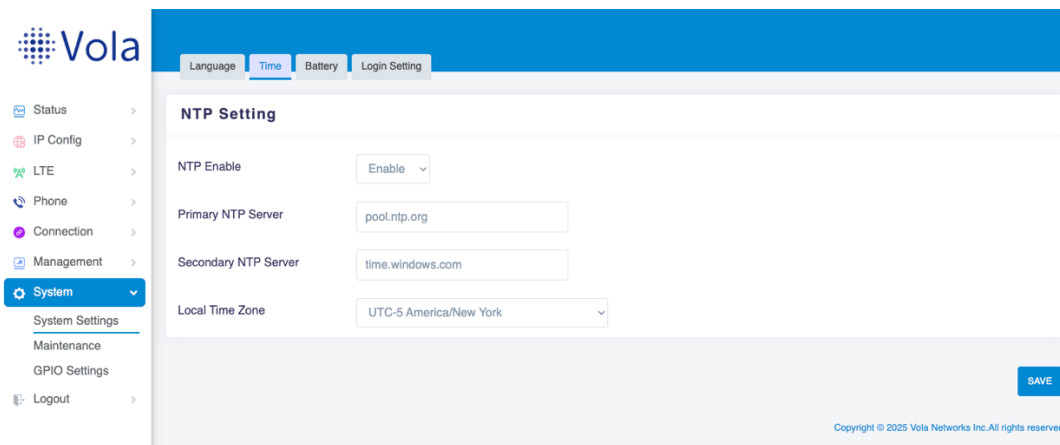 Vola
Language Time Battery Login Setting
Status
IP Config
LTE
Phone
Connection
Management
System
System Settings
Maintenance
GPIO Settings
Logout
NTP Setting
NTP Enable Enable
Primary NTP Server pool.ntp.org
Secondary NTP Server time.windows.com
Local Time Zone UTC-5 America/New York
SAVE
Copyright © 2025 Vola Networks Inc.All rights reserve